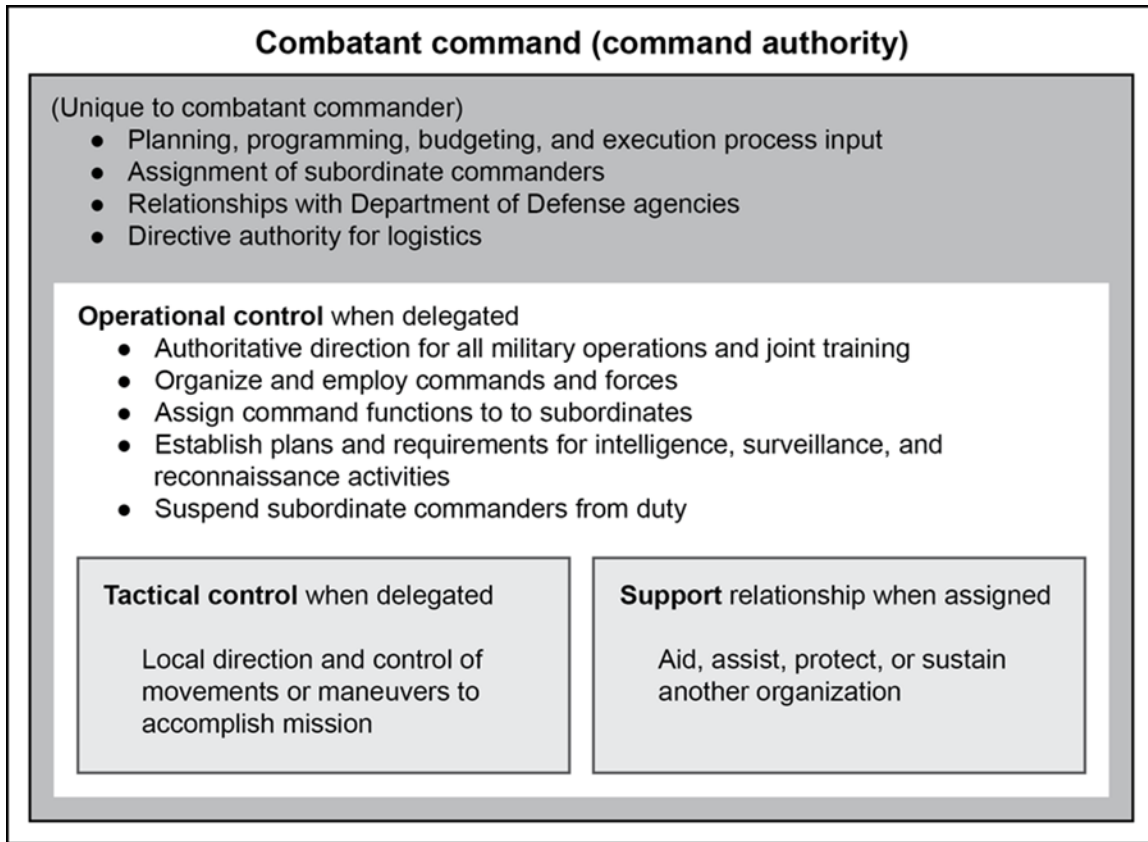 Combatant command (command authority)
(Unique to combatant commander)
● Planning, programming, budgeting, and execution process input
● Assignment of subordinate commanders
● Relationships with Department of Defense agencies
● Directive authority for logistics
Operational control when delegated
● Authoritative direction for all military operations and joint training
● Organize and employ commands and forces
● Assign command functions to to subordinates
● Establish plans and requirements for intelligence, surveillance, and
reconnaissance activities
● Suspend subordinate commanders from duty
Tactical control when delegated
Local direction and control of
movements or maneuvers to
accomplish mission
Support relationship when assigned
Aid, assist, protect, or sustain
another organization